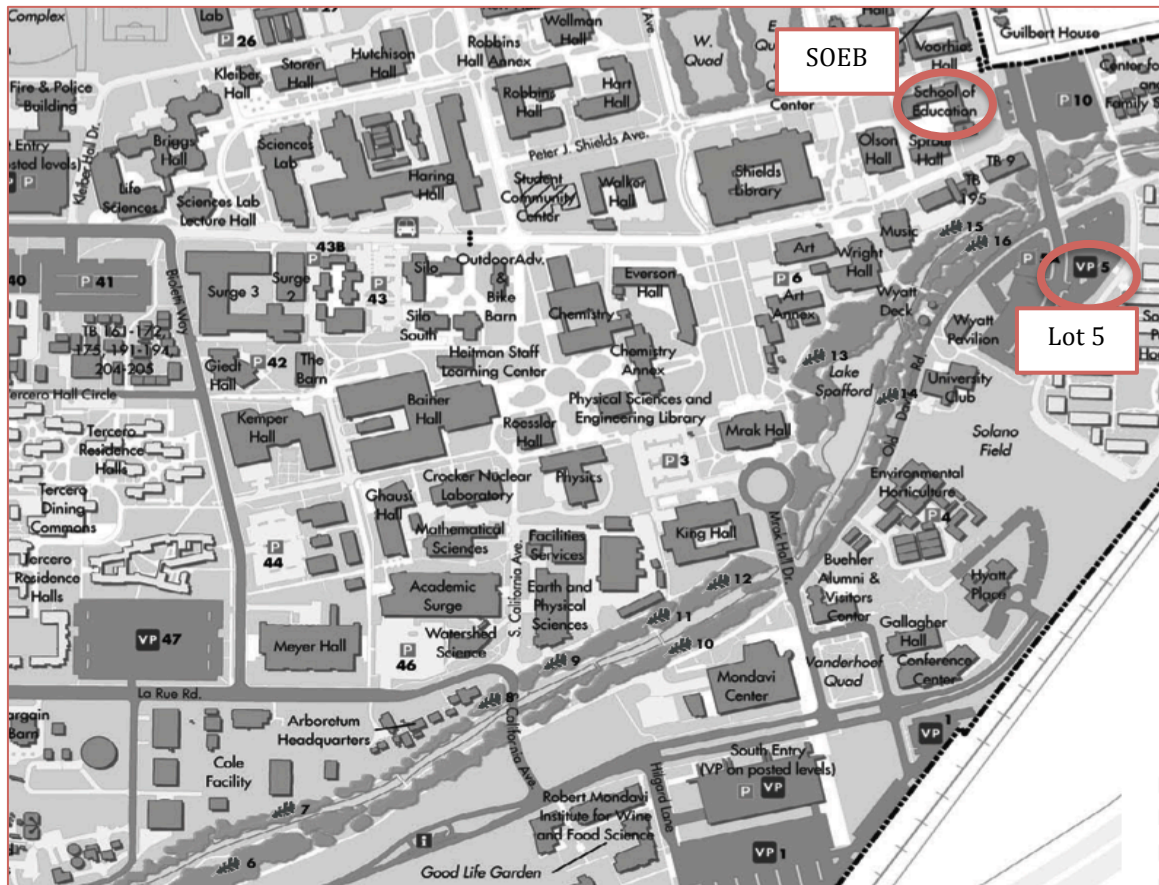 Complex
Lab
P 26
Wellman
Hall
Ave.
W.
Quad
SOEB
Center
Voorhies
Hall
Guilbert House
Hutchison
Hall
Robbins
Hall Annex
Storer
Hall
Kleiber
Hall
Fire & Police
Building
Kleiber Hall Dr.
Briggs
Hall
Sciences
Lab
Robbins
Hall
Hart
Hall
School of
Education
P 10
Center for
and
Family S
Entry
posted levels)
P
Peter J. Shields Ave.
Olson
Hall
Sproul
Hall
TB 9
Haring
Hall
Student
Community
Center
Walker
Hall
Shields
Library
Life
Sciences
Sciences Lab
Lecture Hall
TB
195
15
16
Music
Art
Wright
Hall
40
P 41
Bioletti Way
43B
Surge 3
Surge
2
P
43
Silo
OutdoorAdv.
&
Bike
Barn
Everson
Hall
P 6
Art
Annex
Wyatt
Deck
P
VP 5
Lot 5
Silo
South
Chemistry
Wyatt
Pavilion
TB 161-172,
175, 191-194,
204-205
P 42
Giedt
Hall
The
Barn
Heitman Staff
Learning Center
Chemistry
Annex
13
Lake
Spafford
14
Old Davis Rd.
University
Club
Tercero Hall Circle
Bainer
Hall
Physical Sciences and
Engineering Library
Kemper
Hall
Roessler
Hall
Mrak Hall
Solano
Field
Tercero
Residence
Halls
Crocker Nuclear
Laboratory
Physics
P 3
Environmental
Horticulture
P 4
Tercero
Dining
Commons
Ghausi
Hall
Mathematical
Sciences
S. California Ave.
Facilities
Services
King Hall
Mrak Hall Dr.
P
44
Tercero
Residence
Halls
Academic
Surge
Earth and
Physical
Sciences
12
Buehler
Alumni &
Visitors
Center
Hyatt
Place
11
VP 47
Meyer Hall
P
46
Watershed
Science
10
Gallagher
Hall
9
Mondavi
Center
Vanderhoef
Quad
Conference
Center
La Rue Rd.
8
Arboretum
Headquarters
S. California Ave.
Barn
Cole
Facility
South Entry
(VP on posted levels)
P VP
1
VP
7
Hilgard Lane
Robert Mondavi
Institute for Wine
and Food Science
i
6
VP 1
Good Life Garden